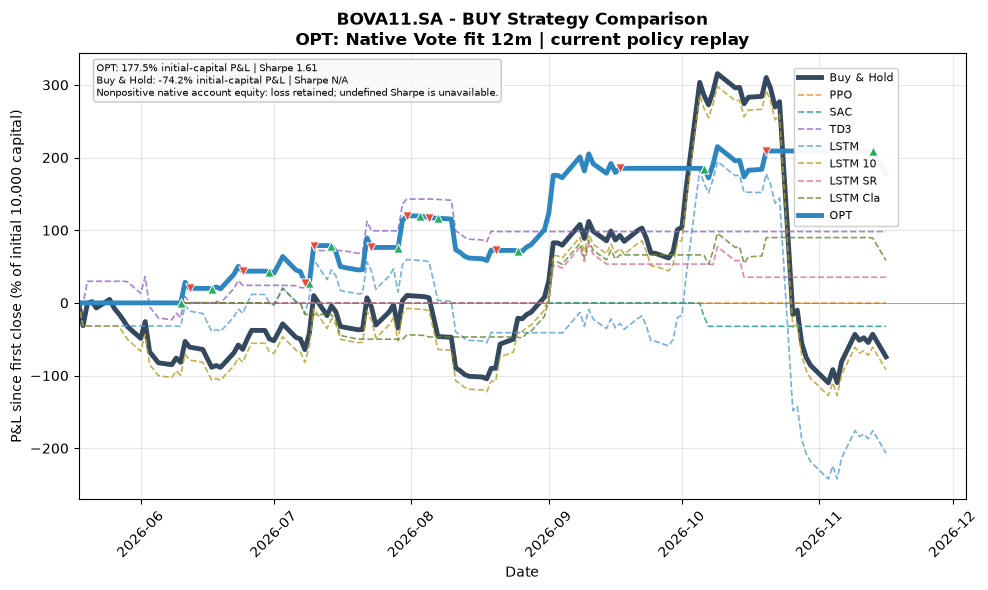 BOVA11.SA - BUY Strategy Comparison
OPT: Native Vote fit 12m | current policy replay
OPT: 177.5% initial-capital P&L | Sharpe 1.61
Buy & Hold: -74.2% initial-capital P&L | Sharpe N/A
Nonpositive native account equity: loss retained; undefined Sharpe is unavailable.
Buy & Hold
PPO
SAC
TD3
LSTM
LSTM 10
LSTM SR
LSTM Cla
OPT
P&L since first close (% of initial 10,000 capital)
300
200
100
0
−100
−200
2026-06
2026-07
2026-08
2026-09
2026-10
2026-11
2026-12
Date